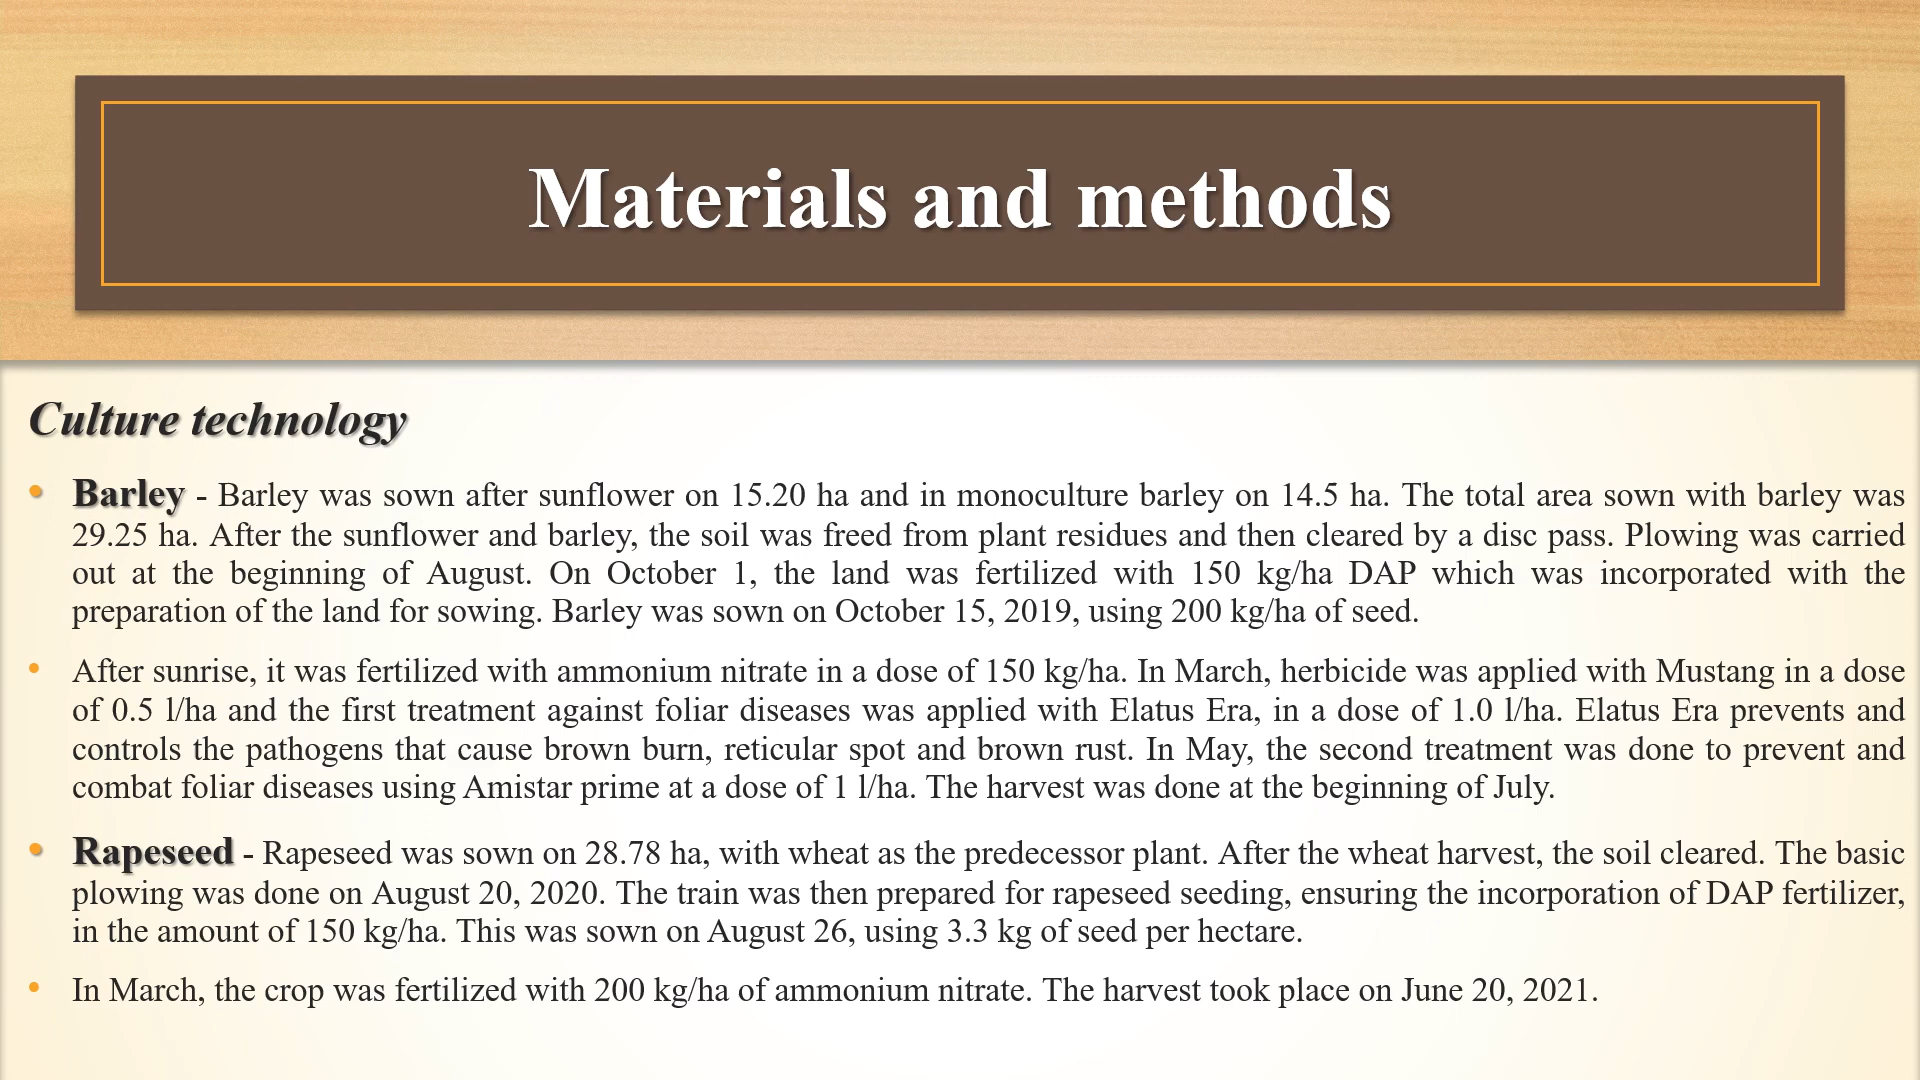 Materials and methods
Culture technology
• Barley - Barley was sown after sunflower on 15.20 ha and in monoculture barley on 14.5 ha. The total area sown with barley was
29.25 ha. After the sunflower and barley, the soil was freed from plant residues and then cleared by a disc pass. Plowing was carried
out at the beginning of August. On October 1, the land was fertilized with 150 kg/ha DAP which was incorporated with the
preparation of the land for sowing. Barley was sown on October 15, 2019, using 200 kg/ha of seed.
• After sunrise, it was fertilized with ammonium nitrate in a dose of 150 kg/ha. In March, herbicide was applied with Mustang in a dose
of 0.5 l/ha and the first treatment against foliar diseases was applied with Elatus Era, in a dose of 1.0 l/ha. Elatus Era prevents and
controls the pathogens that cause brown burn, reticular spot and brown rust. In May, the second treatment was done to prevent and
combat foliar diseases using Amistar prime at a dose of 1 l/ha. The harvest was done at the beginning of July.
• Rapeseed - Rapeseed was sown on 28.78 ha, with wheat as the predecessor plant. After the wheat harvest, the soil cleared. The basic
plowing was done on August 20, 2020. The train was then prepared for rapeseed seeding, ensuring the incorporation of DAP fertilizer,
in the amount of 150 kg/ha. This was sown on August 26, using 3.3 kg of seed per hectare.
• In March, the crop was fertilized with 200 kg/ha of ammonium nitrate. The harvest took place on June 20, 2021.